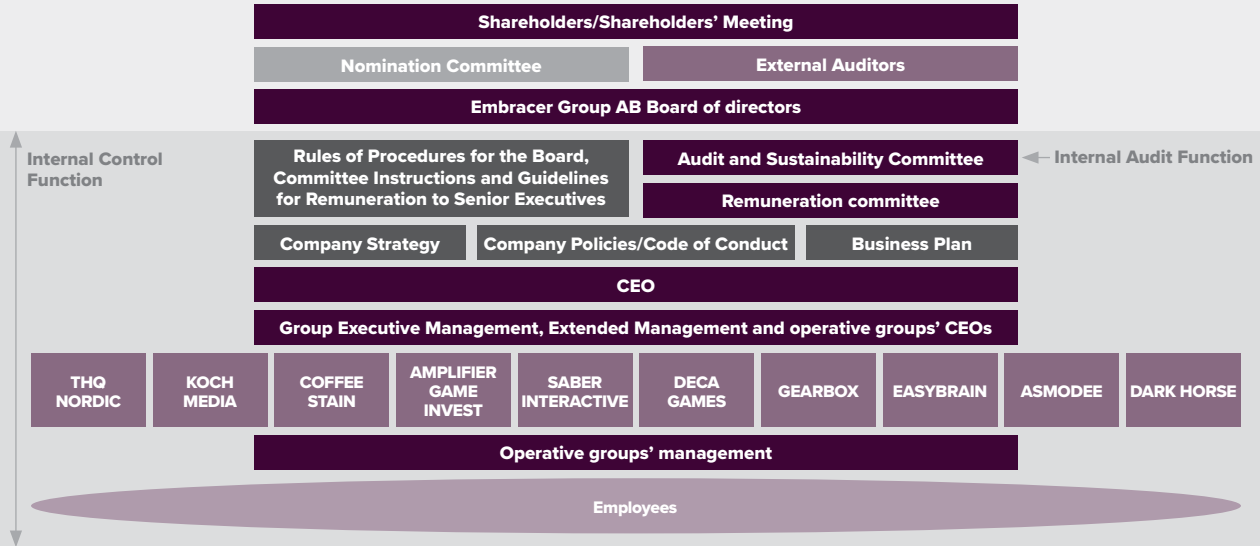 Shareholders/Shareholders’ Meeting
Nomination Committee
External Auditors
Embracer Group AB Board of directors
Internal Control
Function
Rules of Procedures for the Board,
Committee Instructions and Guidelines
for Remuneration to Senior Executives
Audit and Sustainability Committee
Internal Audit Function
Remuneration committee
Company Strategy
Company Policies/Code of Conduct
Business Plan
CEO
Group Executive Management, Extended Management and operative groups’ CEOs
THQ
NORDIC
KOCH
MEDIA
COFFEE
STAIN
AMPLIFIER
GAME
INVEST
SABER
INTERACTIVE
DECA
GAMES
GEARBOX
EASYBRAIN
ASMODEE
DARK HORSE
Operative groups’ management
Employees